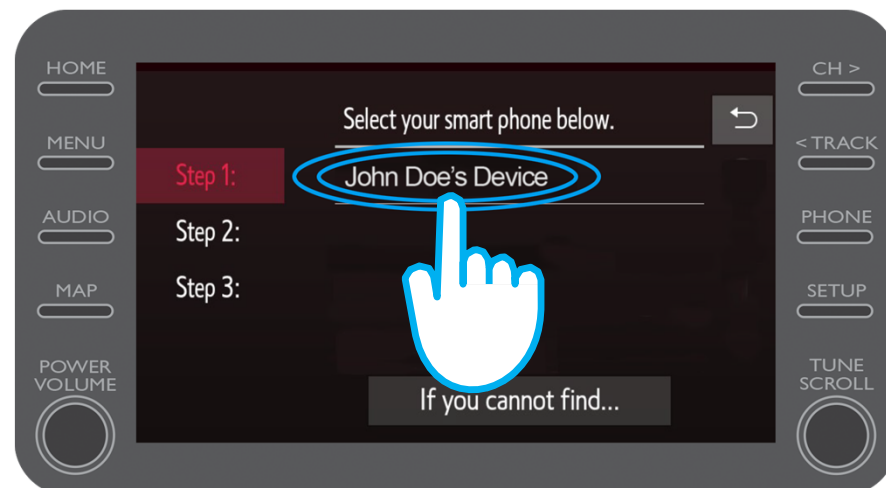 HOME
MENU
AUDIO
MAP
POWER
VOLUME
Select your smart phone below.
Step 1:
John Doe's Device
Step 2:
Step 3:
If you cannot find...
CH >
< TRACK
PHONE
SETUP
TUNE
SCROLL